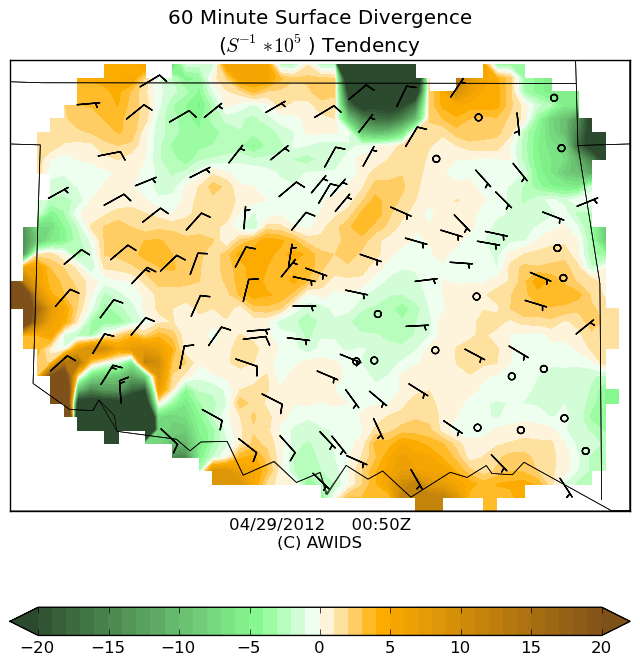 60 Minute Surface Divergence
(S⁻¹ ∗ 10⁵ ) Tendency
04/29/2012 00:50Z
(C) AWIDS
−20 −15 −10 −5 0 5 10 15 20